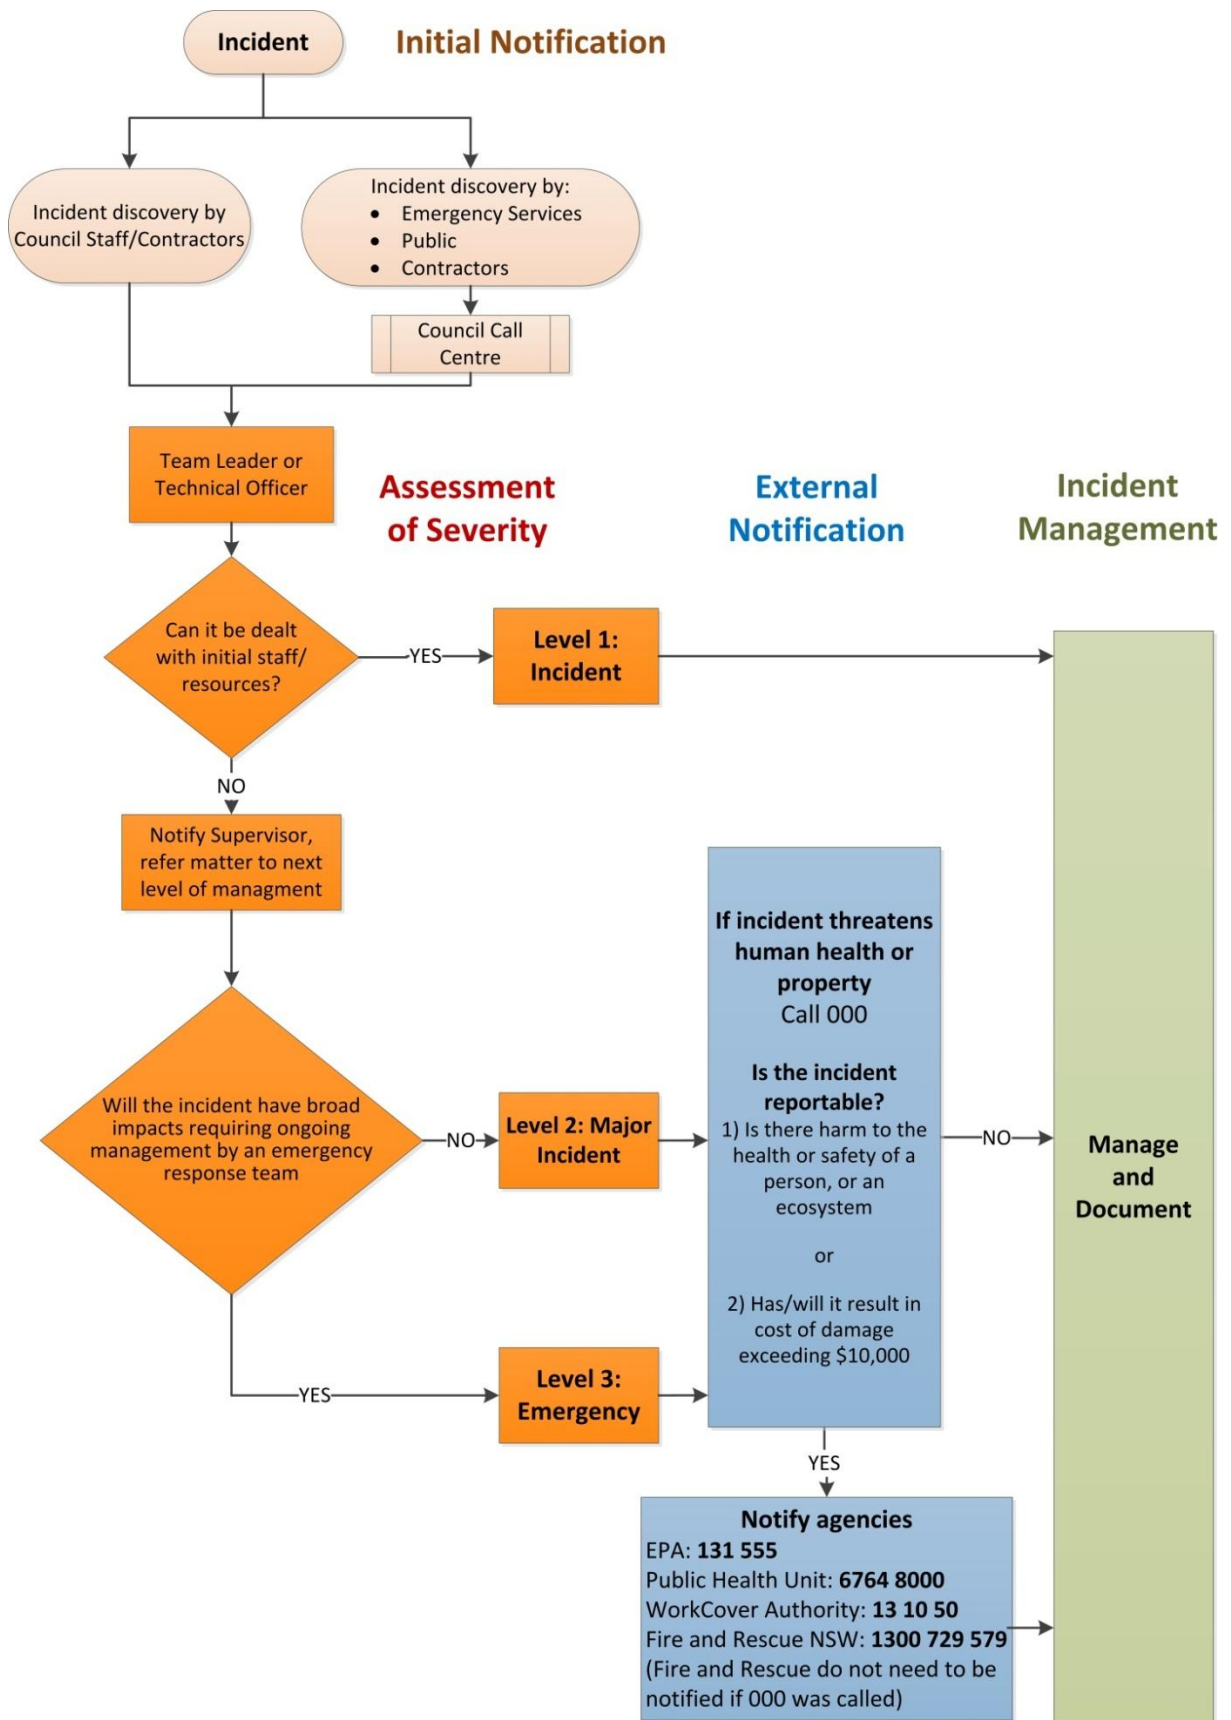 Incident
Initial Notification
Incident discovery by
Council Staff/Contractors
Incident discovery by:
• Emergency Services
• Public
• Contractors
Council Call
Centre
Team Leader or
Technical Officer
Assessment
of Severity
External
Notification
Incident
Management
Can it be dealt
with initial staff/
resources?
YES
Level 1:
Incident
NO
Notify Supervisor,
refer matter to next
level of managment
Will the incident have broad
impacts requiring ongoing
management by an emergency
response team
NO
Level 2: Major
Incident
YES
Level 3:
Emergency
If incident threatens
human health or
property
Call 000
Is the incident
reportable?
1) Is there harm to the
health or safety of a
person, or an
ecosystem
or
2) Has/will it result in
cost of damage
exceeding $10,000
NO
YES
Notify agencies
EPA: 131 555
Public Health Unit: 6764 8000
WorkCover Authority: 13 10 50
Fire and Rescue NSW: 1300 729 579
(Fire and Rescue do not need to be
notified if 000 was called)
Manage
and
Document